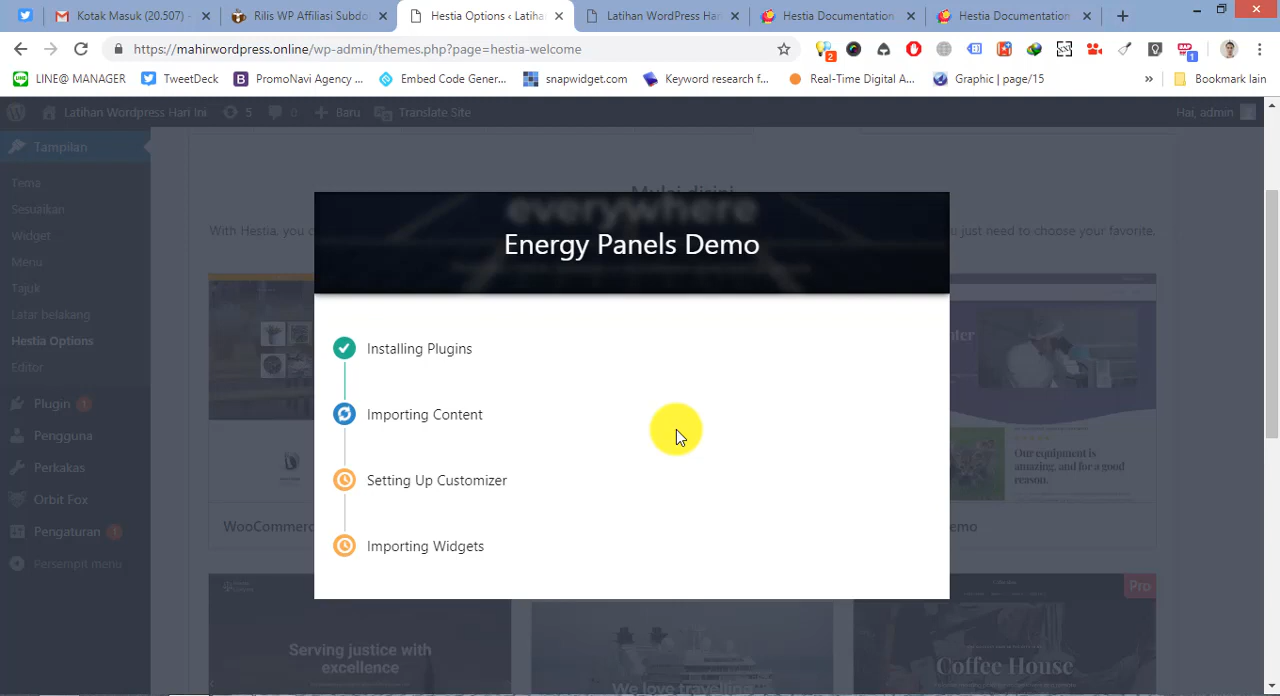 Kotak Masuk (20.507) -
Rilis WP Affiliasi Subdo
Hestia Options ‹ Latiha
Latihan WordPress Har
Hestia Documentation
Hestia Documentation
https://mahirwordpress.online/wp-admin/themes.php?page=hestia-welcome
LINE@ MANAGER
TweetDeck
PromoNavi Agency ...
Embed Code Gener...
snapwidget.com
Keyword research f...
Real-Time Digital A...
Graphic | page/15
»
Bookmark lain
Latihan Wordpress Hari Ini
5
0
Baru
Translate Site
Hai, admin
Tampilan
Tema
Sesuaikan
Widget
Menu
Tajuk
Latar belakang
Hestia Options
Editor
Plugin 1
Pengguna
Perkakas
Orbit Fox
Pengaturan 1
Persempit menu
Mulai disini
With Hestia, you c
u just need to choose your favorite.
everywhere
Energy Panels Demo
Installing Plugins
Importing Content
Setting Up Customizer
Importing Widgets
Our equipment is
amazing, and for a good
reason.
WooCommerc
emo
Pro
Serving justice with
excellence
We love travelling
Coffee House